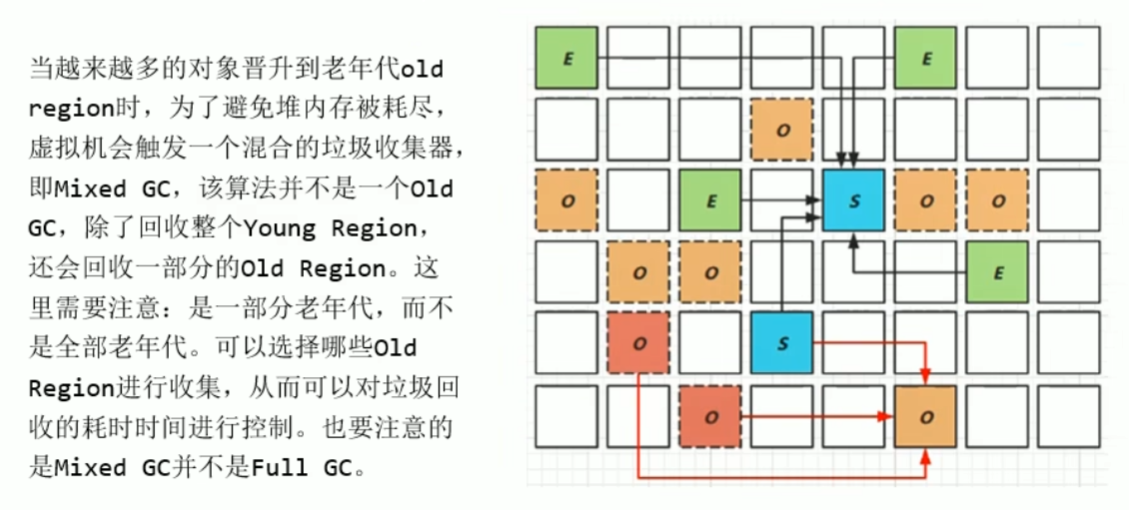 当越来越多的对象晋升到老年代old
region时，为了避免堆内存被耗尽，
虚拟机会触发一个混合的垃圾收集器，
即Mixed GC，该算法并不是一个Old
GC，除了回收整个Young Region，
还会回收一部分的Old Region。这
里需要注意：是一部分老年代，而不
是全部老年代。可以选择哪些Old
Region进行收集，从而可以对垃圾回
收的耗时时间进行控制。也要注意的
是Mixed GC并不是Full GC。
E E
O
O E S O O
O O E
O S
O O